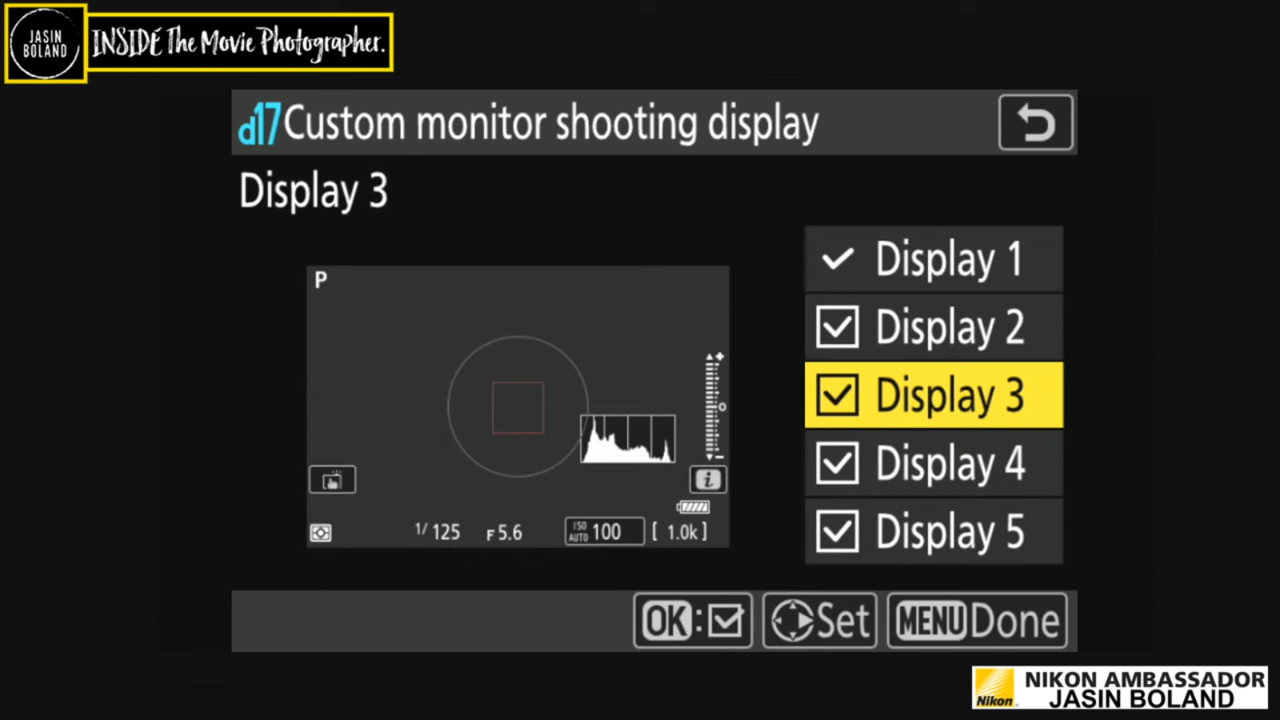 JASIN
BOLAND
INSIDE The Movie Photographer.
d17 Custom monitor shooting display
Display 3
P
i
1/125 F5.6 ISO AUTO 100 [ 1.0k ]
Display 1
Display 2
Display 3
Display 4
Display 5
OK : Set MENU Done
Nikon
NIKON AMBASSADOR
JASIN BOLAND